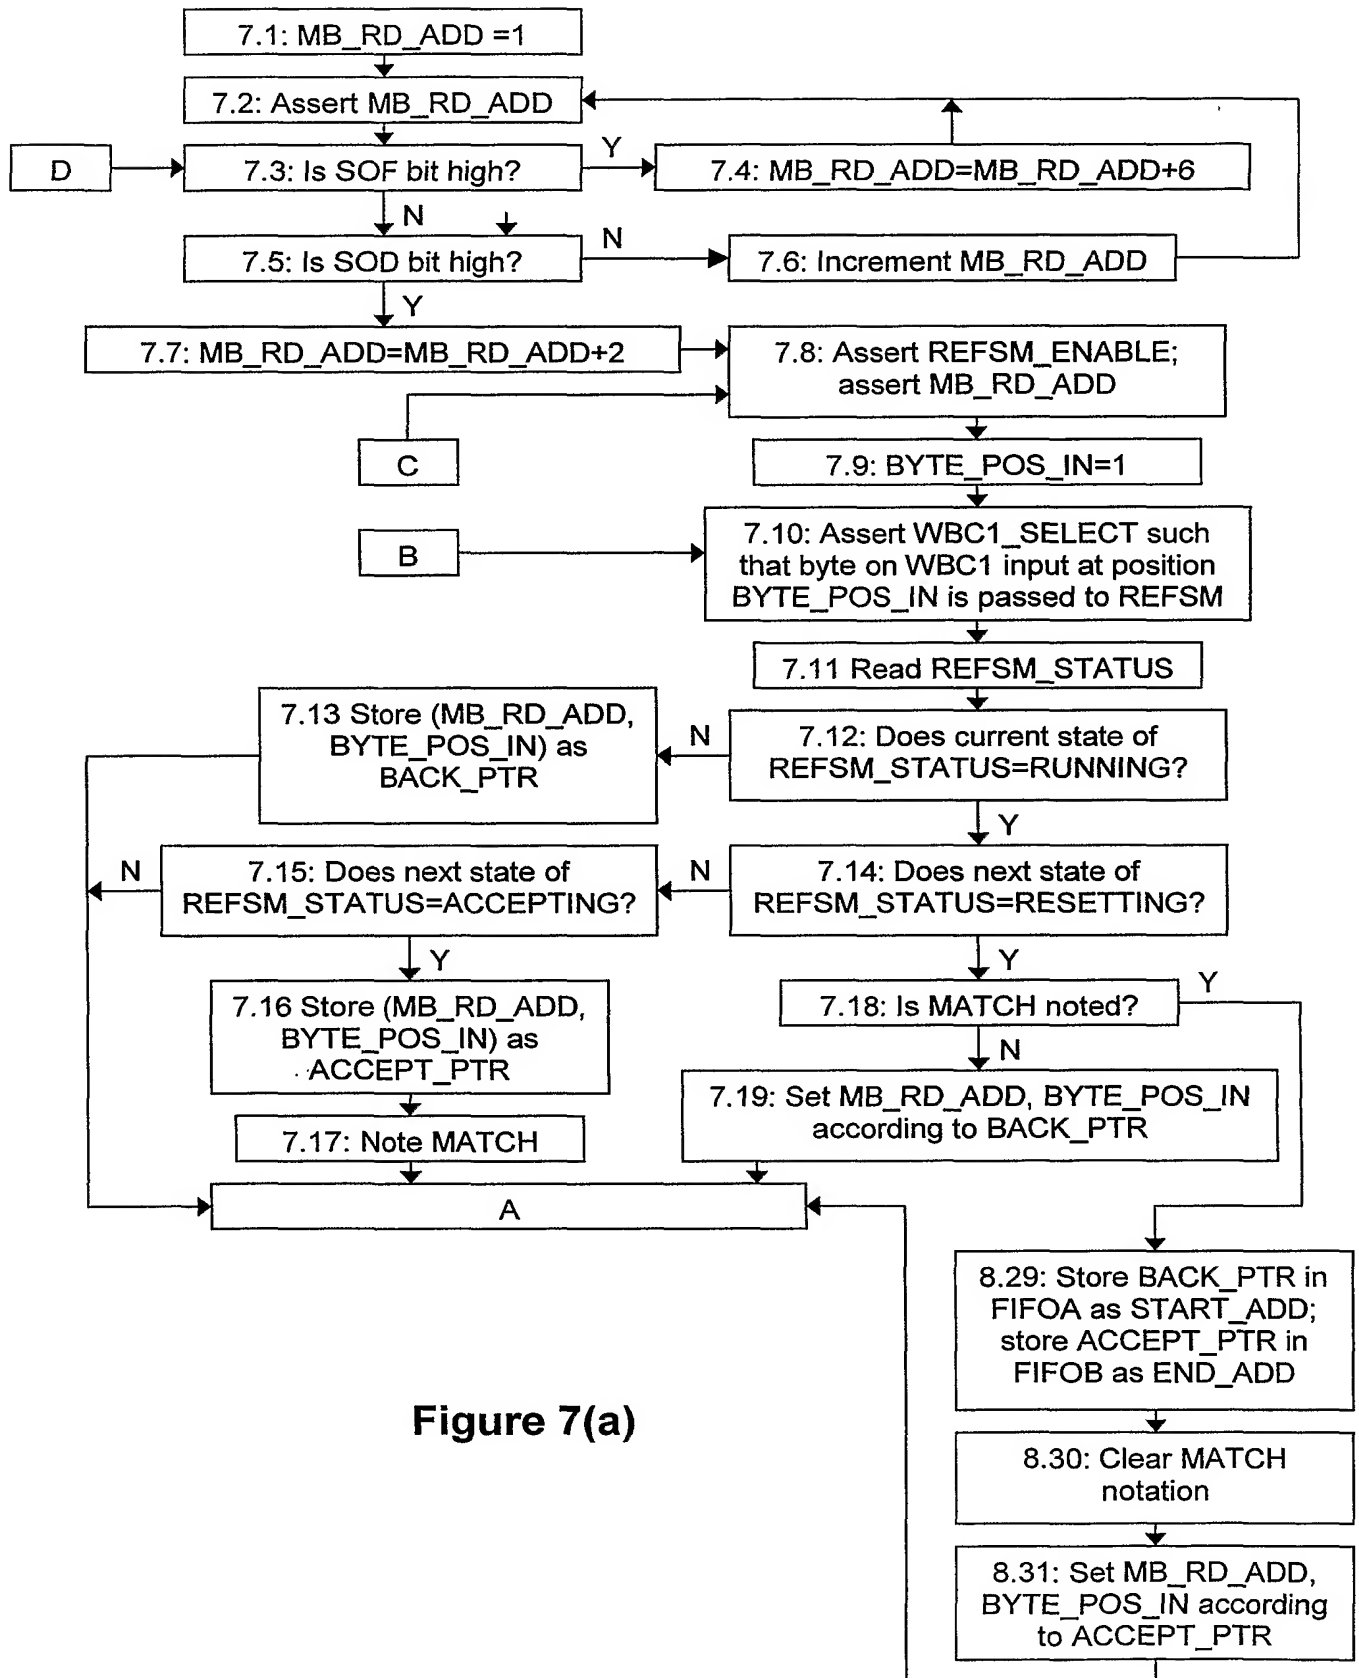 7.1: MB_RD_ADD =1
7.2: Assert MB_RD_ADD
D
7.3: Is SOF bit high?
Y
7.4: MB_RD_ADD=MB_RD_ADD+6
N
7.5: Is SOD bit high?
N
7.6: Increment MB_RD_ADD
Y
7.7: MB_RD_ADD=MB_RD_ADD+2
7.8: Assert REFSM_ENABLE;
assert MB_RD_ADD
C
7.9: BYTE_POS_IN=1
B
7.10: Assert WBC1_SELECT such
that byte on WBC1 input at position
BYTE_POS_IN is passed to REFSM
7.11 Read REFSM_STATUS
7.13 Store (MB_RD_ADD,
BYTE_POS_IN) as
BACK_PTR
N
7.12: Does current state of
REFSM_STATUS=RUNNING?
Y
N
7.15: Does next state of
REFSM_STATUS=ACCEPTING?
N
7.14: Does next state of
REFSM_STATUS=RESETTING?
Y
Y
7.16 Store (MB_RD_ADD,
BYTE_POS_IN) as
ACCEPT_PTR
7.18: Is MATCH noted?
Y
N
7.19: Set MB_RD_ADD, BYTE_POS_IN
according to BACK_PTR
7.17: Note MATCH
A
8.29: Store BACK_PTR in
FIFOA as START_ADD;
store ACCEPT_PTR in
FIFOB as END_ADD
Figure 7(a)
8.30: Clear MATCH
notation
8.31: Set MB_RD_ADD,
BYTE_POS_IN according
to ACCEPT_PTR